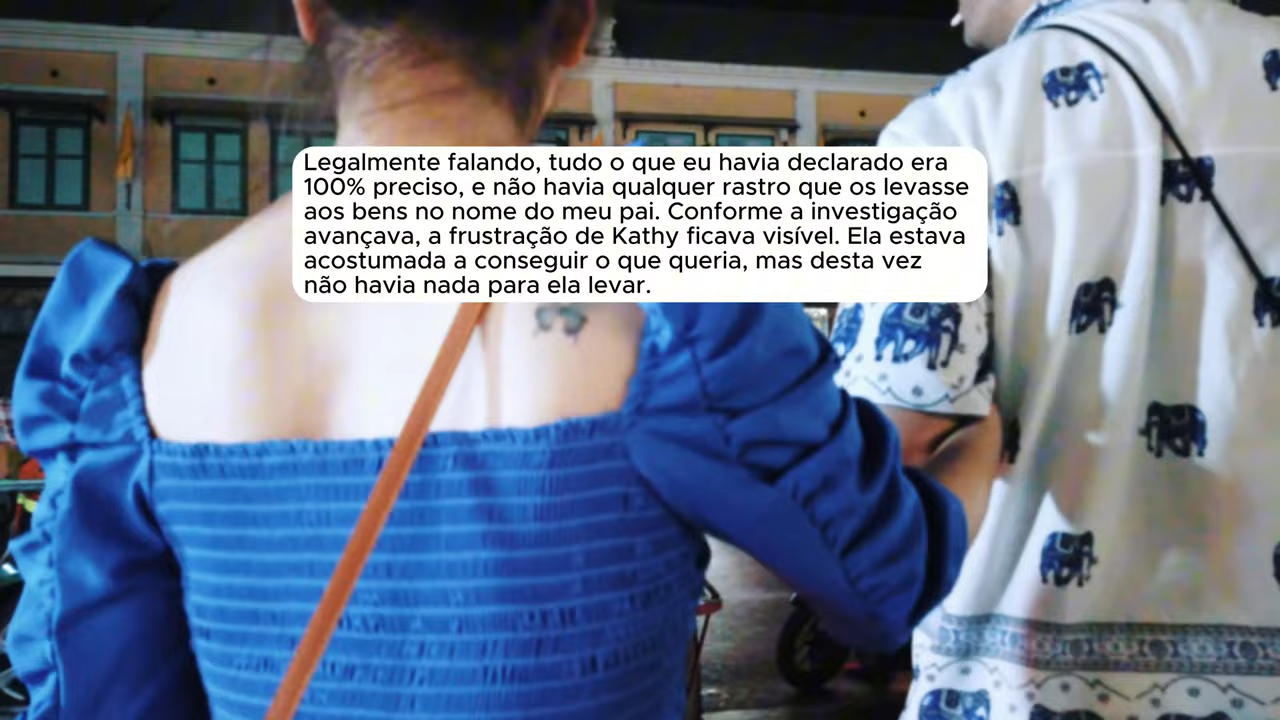 Legalmente falando, tudo o que eu havia declarado era
100% preciso, e não havia qualquer rastro que os levasse
aos bens no nome do meu pai. Conforme a investigação
avançava, a frustração de Kathy ficava visível. Ela estava
acostumada a conseguir o que queria, mas desta vez
não havia nada para ela levar.